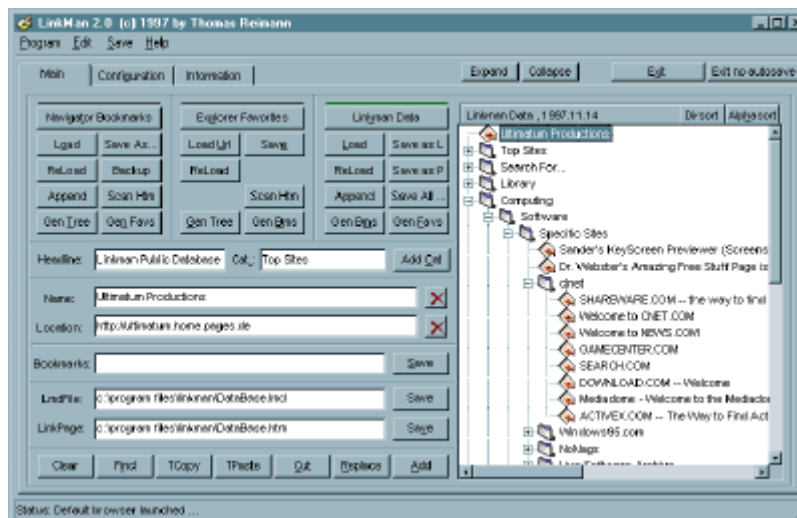 LinkMan 2.0 (c) 1997 by Thomas Reimann
Program Edit Save Help
Main Configuration Information
Expand Collapse Exit Exit no autosave
Navigator Bookmarks Explorer Favorites Linkman Data
Linkman Data , 1997.11.14 Dirsort Alphasort
Load Save As... Load Url Save Load Save as L
ReLoad Backup ReLoad ReLoad Save as P
Append Scan Htm Scan Htm Append Save All ...
Gen Tree Gen Favs Gen Tree Gen Bms Gen Bms Gen Favs
Headline: Linkman Public Database Cat.: Top Sites Add Cat
Name: Ultimatum Productions
Location: http://ultimatum.home.pages.de
Bookmarks: Save
LmdFile: c:\program files\linkman\DataBase.lmd Save
LinkPage: c:\program files\linkman\DataBase.htm Save
Clear Find TCopy TPaste Cut Replace Add
Ultimatum Productions
Top Sites
Search For...
Library
Computing
Software
Specific Sites
Sander's KeyScreen Previewer (Screens
Dr. Webster's Amazing Free Stuff Page is
c|net
SHAREWARE.COM -- the way to find
Welcome to CNET.COM
Welcome to NEWS.COM
GAMECENTER.COM
SEARCH.COM
DOWNLOAD.COM -- Welcome
Mediadome - Welcome to the Mediador
ACTIVEX.COM -- The Way to Find Act
Windows95.com
NoNags
Status: Default browser launched ...